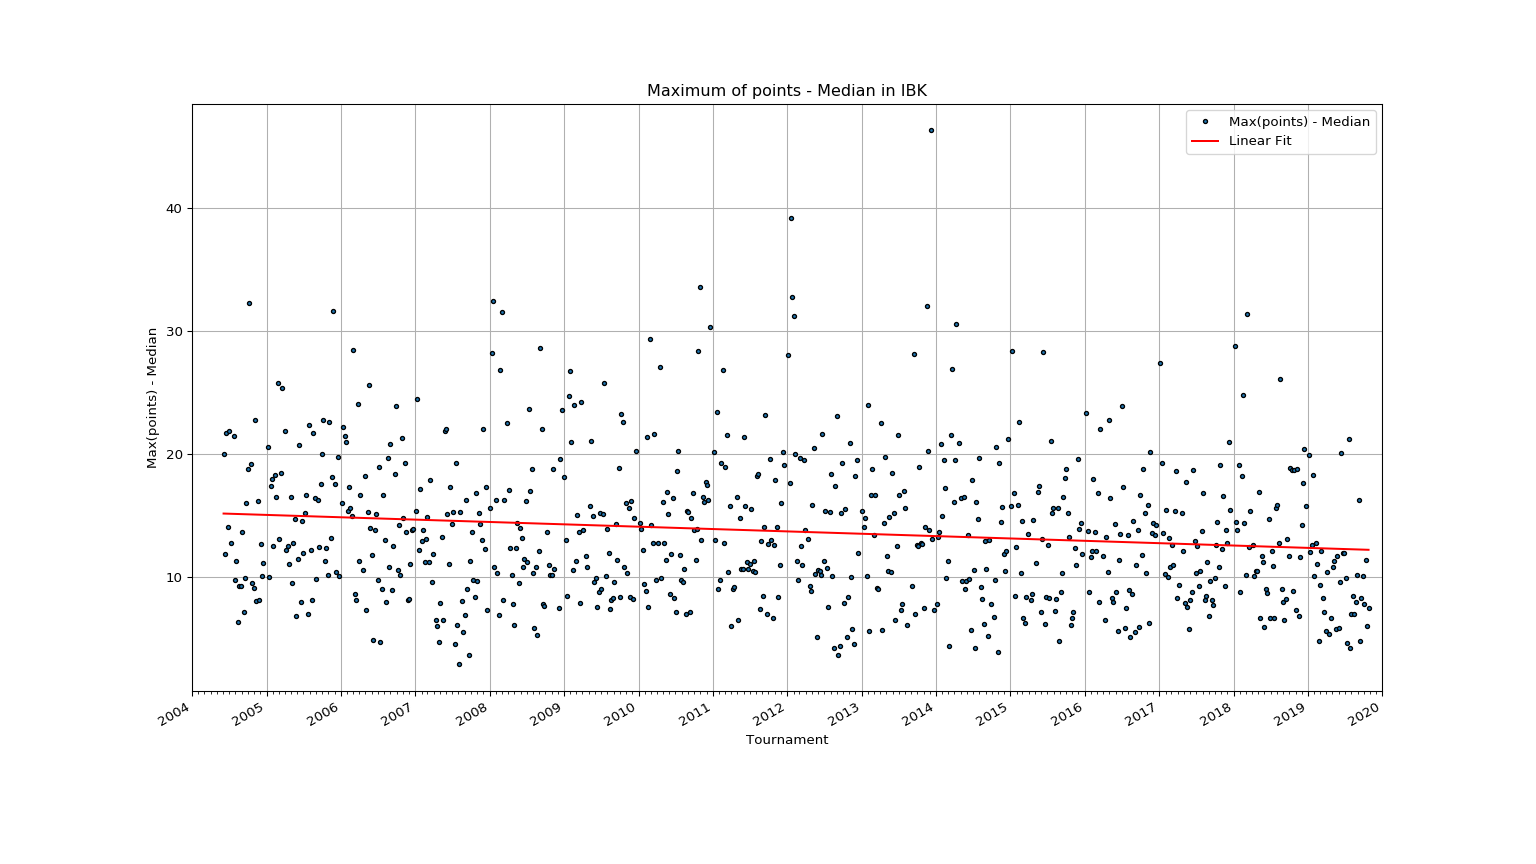 Maximum of points - Median in IBK
Max(points) - Median
Linear Fit
40
30
20
10
Max(points) - Median
2004 2005 2006 2007 2008 2009 2010 2011 2012 2013 2014 2015 2016 2017 2018 2019 2020
Tournament